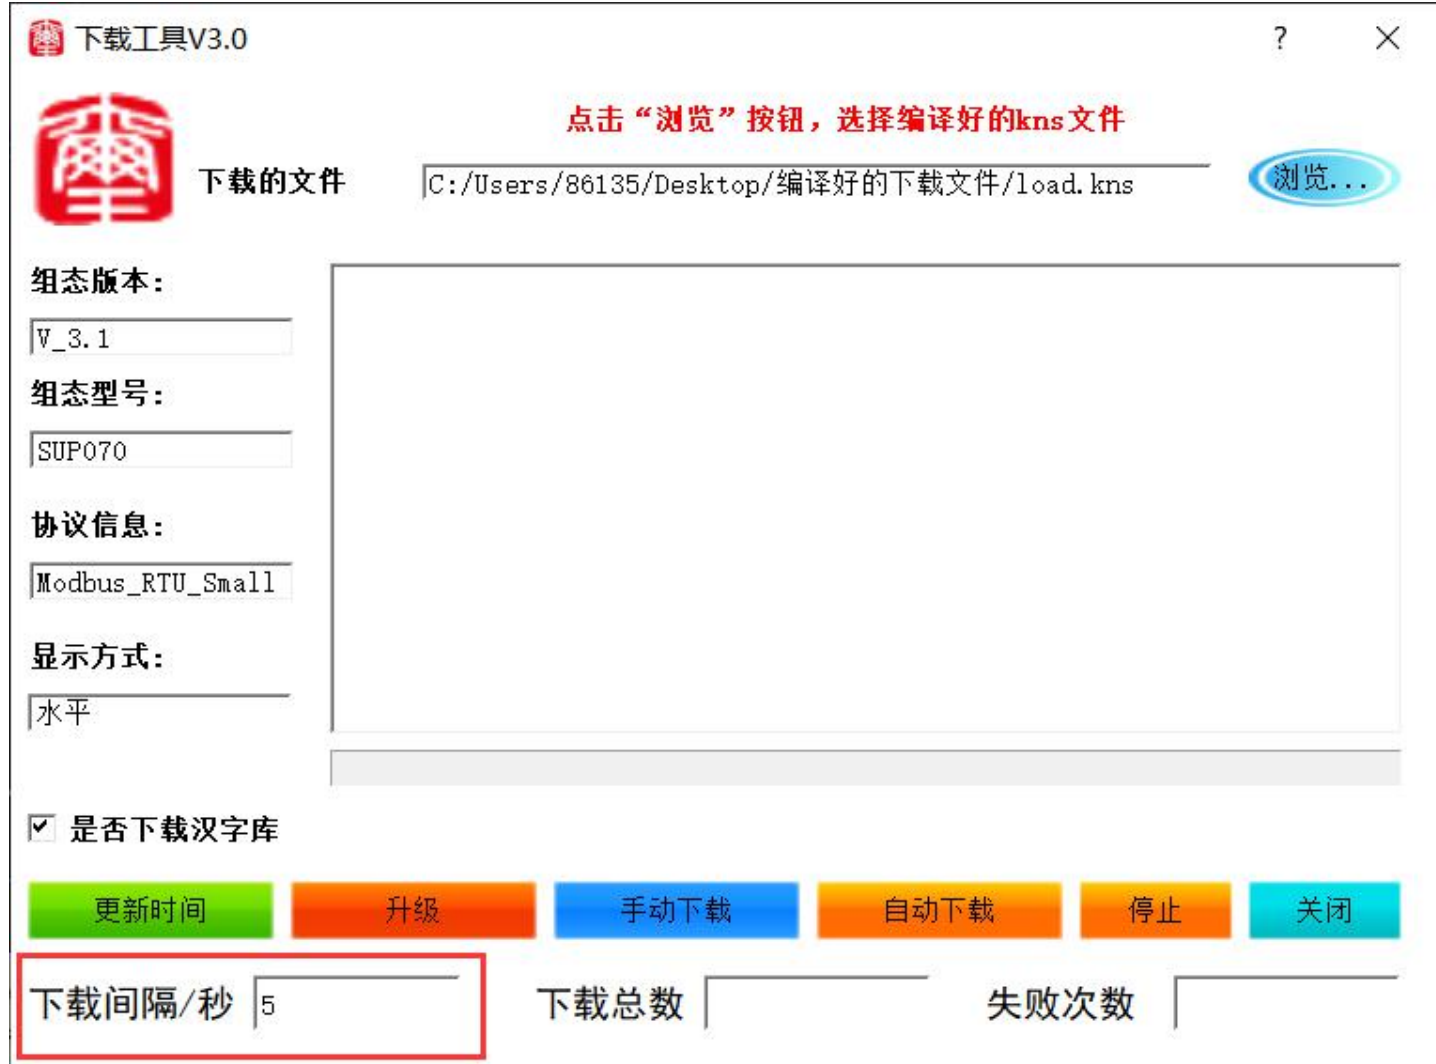 下载工具V3.0
?
点击“浏览”按钮，选择编译好的kns文件
下载的文件 C:/Users/86135/Desktop/编译好的下载文件/load.kns 浏览...
组态版本:
V_3.1
组态型号:
SUP070
协议信息:
Modbus_RTU_Small
显示方式:
水平
是否下载汉字库
更新时间 升级 手动下载 自动下载 停止 关闭
下载间隔/秒 5 下载总数 失败次数